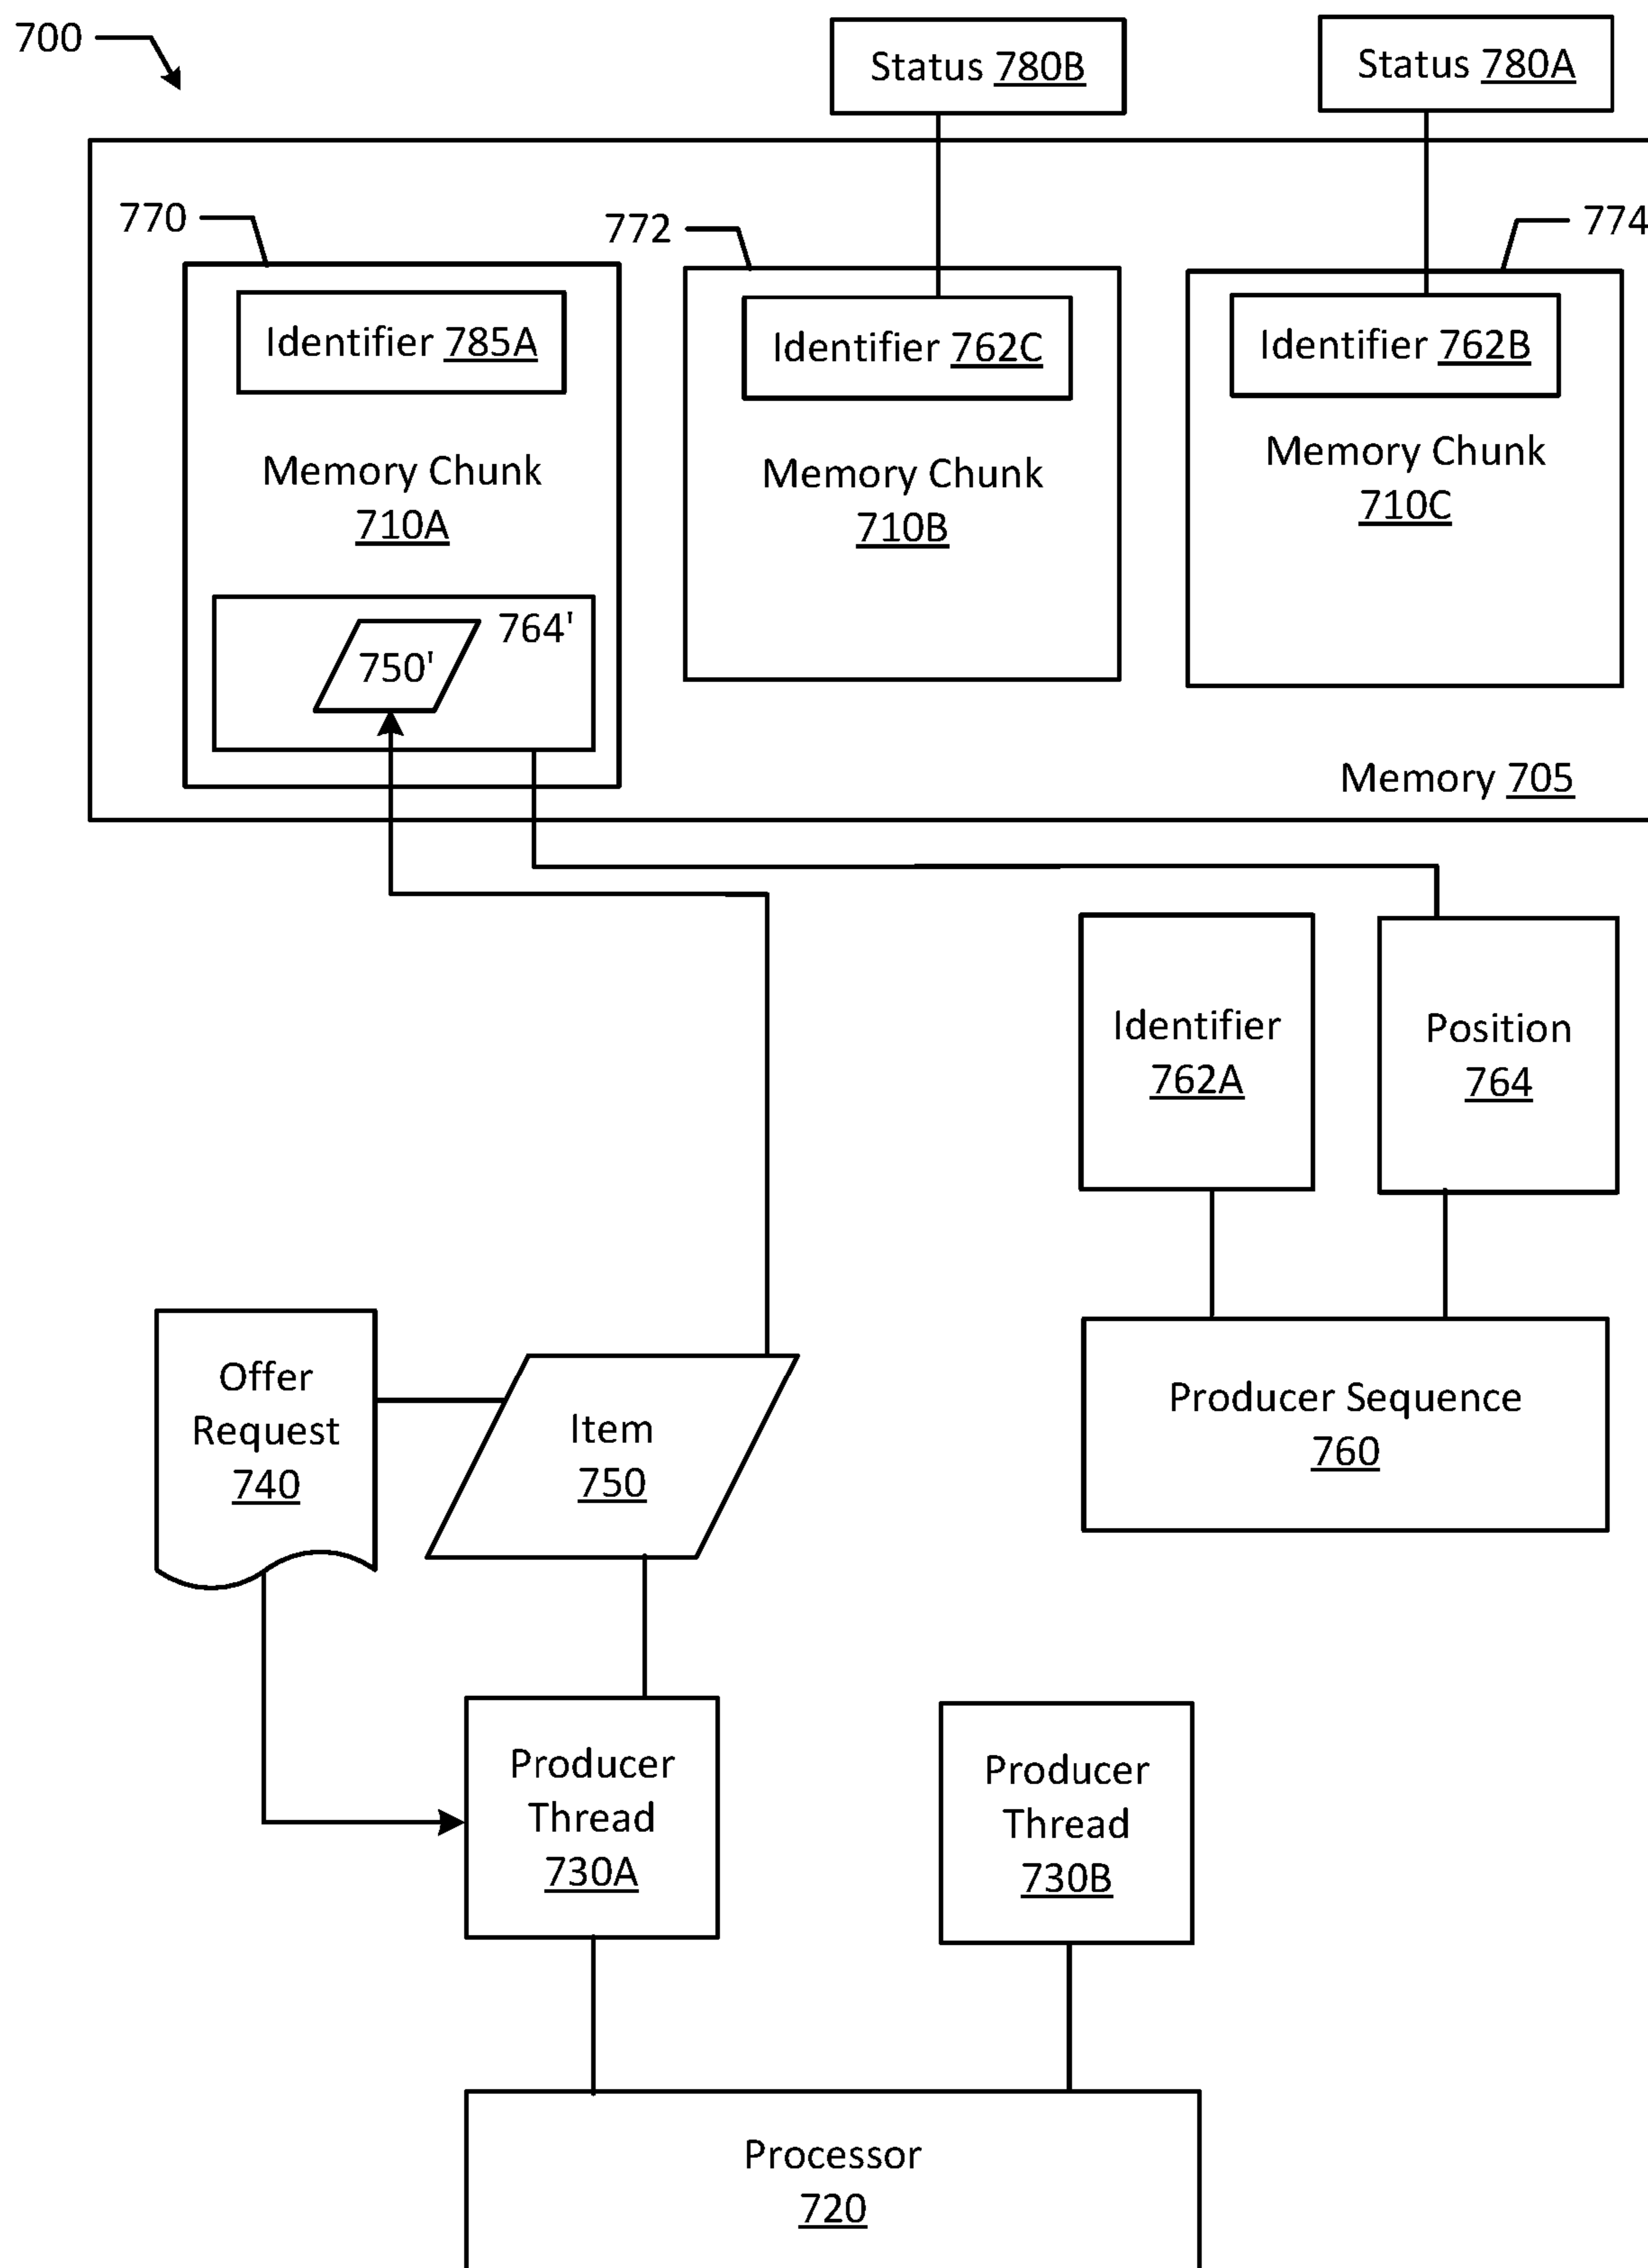 700
Status 780B
Status 780A
770
772
774
Identifier 785A
Identifier 762C
Identifier 762B
Memory Chunk
710A
Memory Chunk
710B
Memory Chunk
710C
764'
750'
Memory 705
Identifier
762A
Position
764
Offer
Request
740
Item
750
Producer Sequence
760
Producer
Thread
730A
Producer
Thread
730B
Processor
720